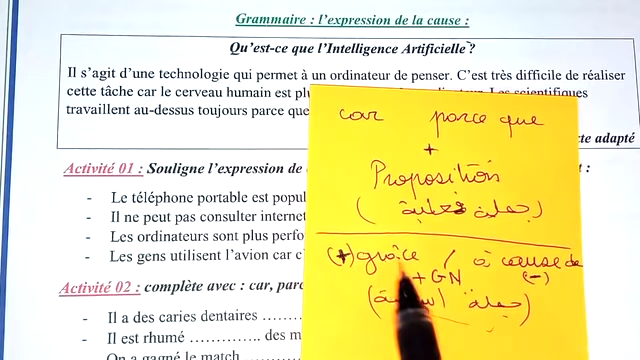 Grammaire : l'expression de la cause :
Qu'est-ce que l'Intelligence Artificielle ?
Il s'agit d'une technologie qui permet à un ordinateur de penser. C'est très difficile de réaliser
cette tâche car le cerveau humain est plu
Les scientifiques
travaillent au-dessus toujours parce que
te adapté
Activité 01 : Souligne l'expression de
t :
- Le téléphone portable est popul
- Il ne peut pas consulter internet
- Les ordinateurs sont plus perfo
- Les gens utilisent l'avion car c'
Activité 02 : complète avec : car, parc
- Il a des caries dentaires ………
- Il est rhumé …………. des m
- On a gagné le match
car parce que
+
Proposition
(جملة فعلية)
(+) grâce / à cause de
+ GN (-)
(جملة اسمية)